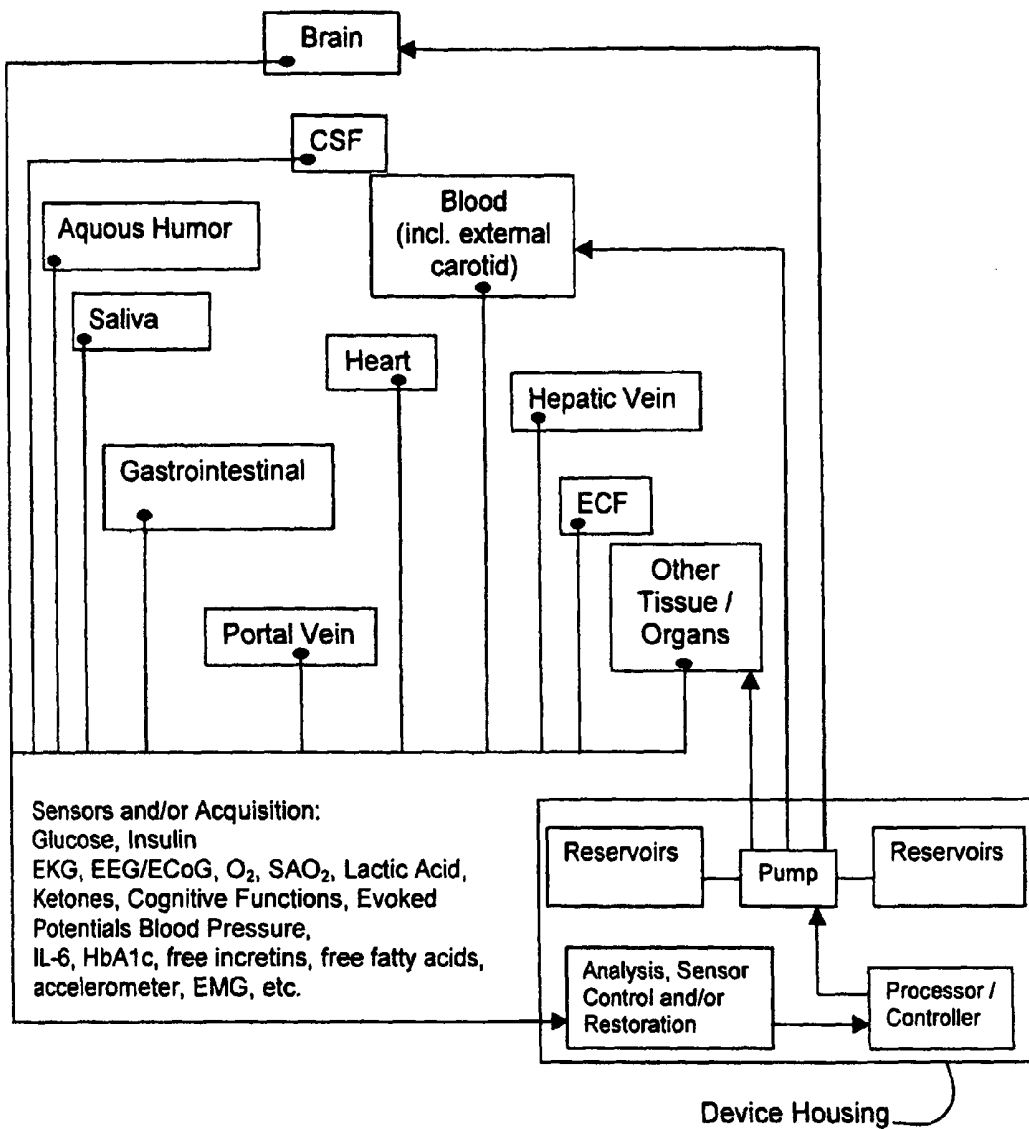 Brain
CSF
Blood
(incl. external
carotid)
Aquous Humor
Saliva
Heart
Hepatic Vein
Gastrointestinal
ECF
Other
Tissue /
Organs
Portal Vein
Sensors and/or Acquisition:
Glucose, Insulin
EKG, EEG/ECoG, O₂, SAO₂, Lactic Acid,
Ketones, Cognitive Functions, Evoked
Potentials Blood Pressure,
IL-6, HbA1c, free incretins, free fatty acids,
accelerometer, EMG, etc.
Reservoirs
Pump
Reservoirs
Analysis, Sensor
Control and/or
Restoration
Processor /
Controller
Device Housing